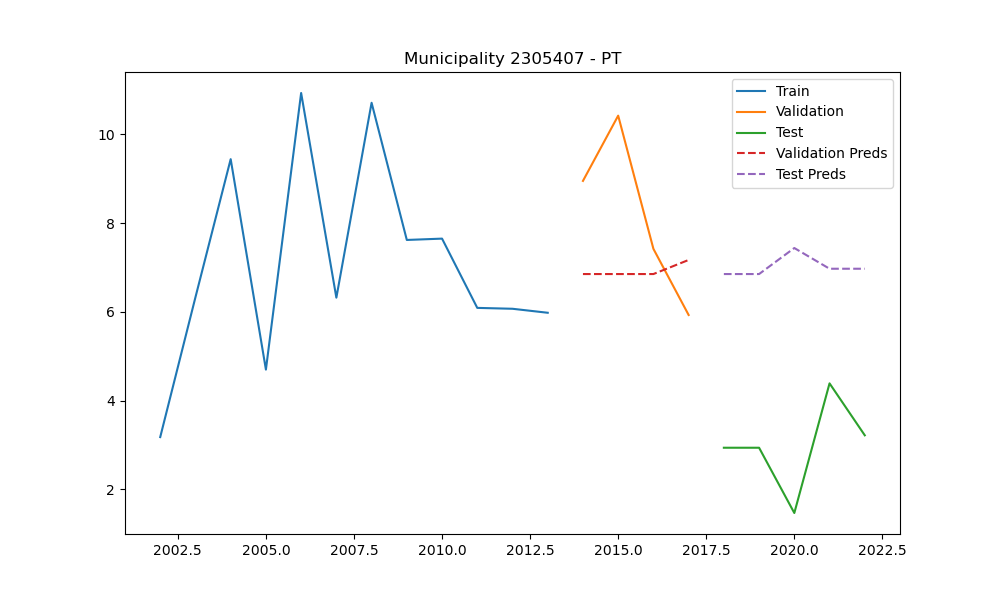 Municipality 2305407 - PT
Train
Validation
Test
Validation Preds
Test Preds
10
8
6
4
2
2002.5 2005.0 2007.5 2010.0 2012.5 2015.0 2017.5 2020.0 2022.5